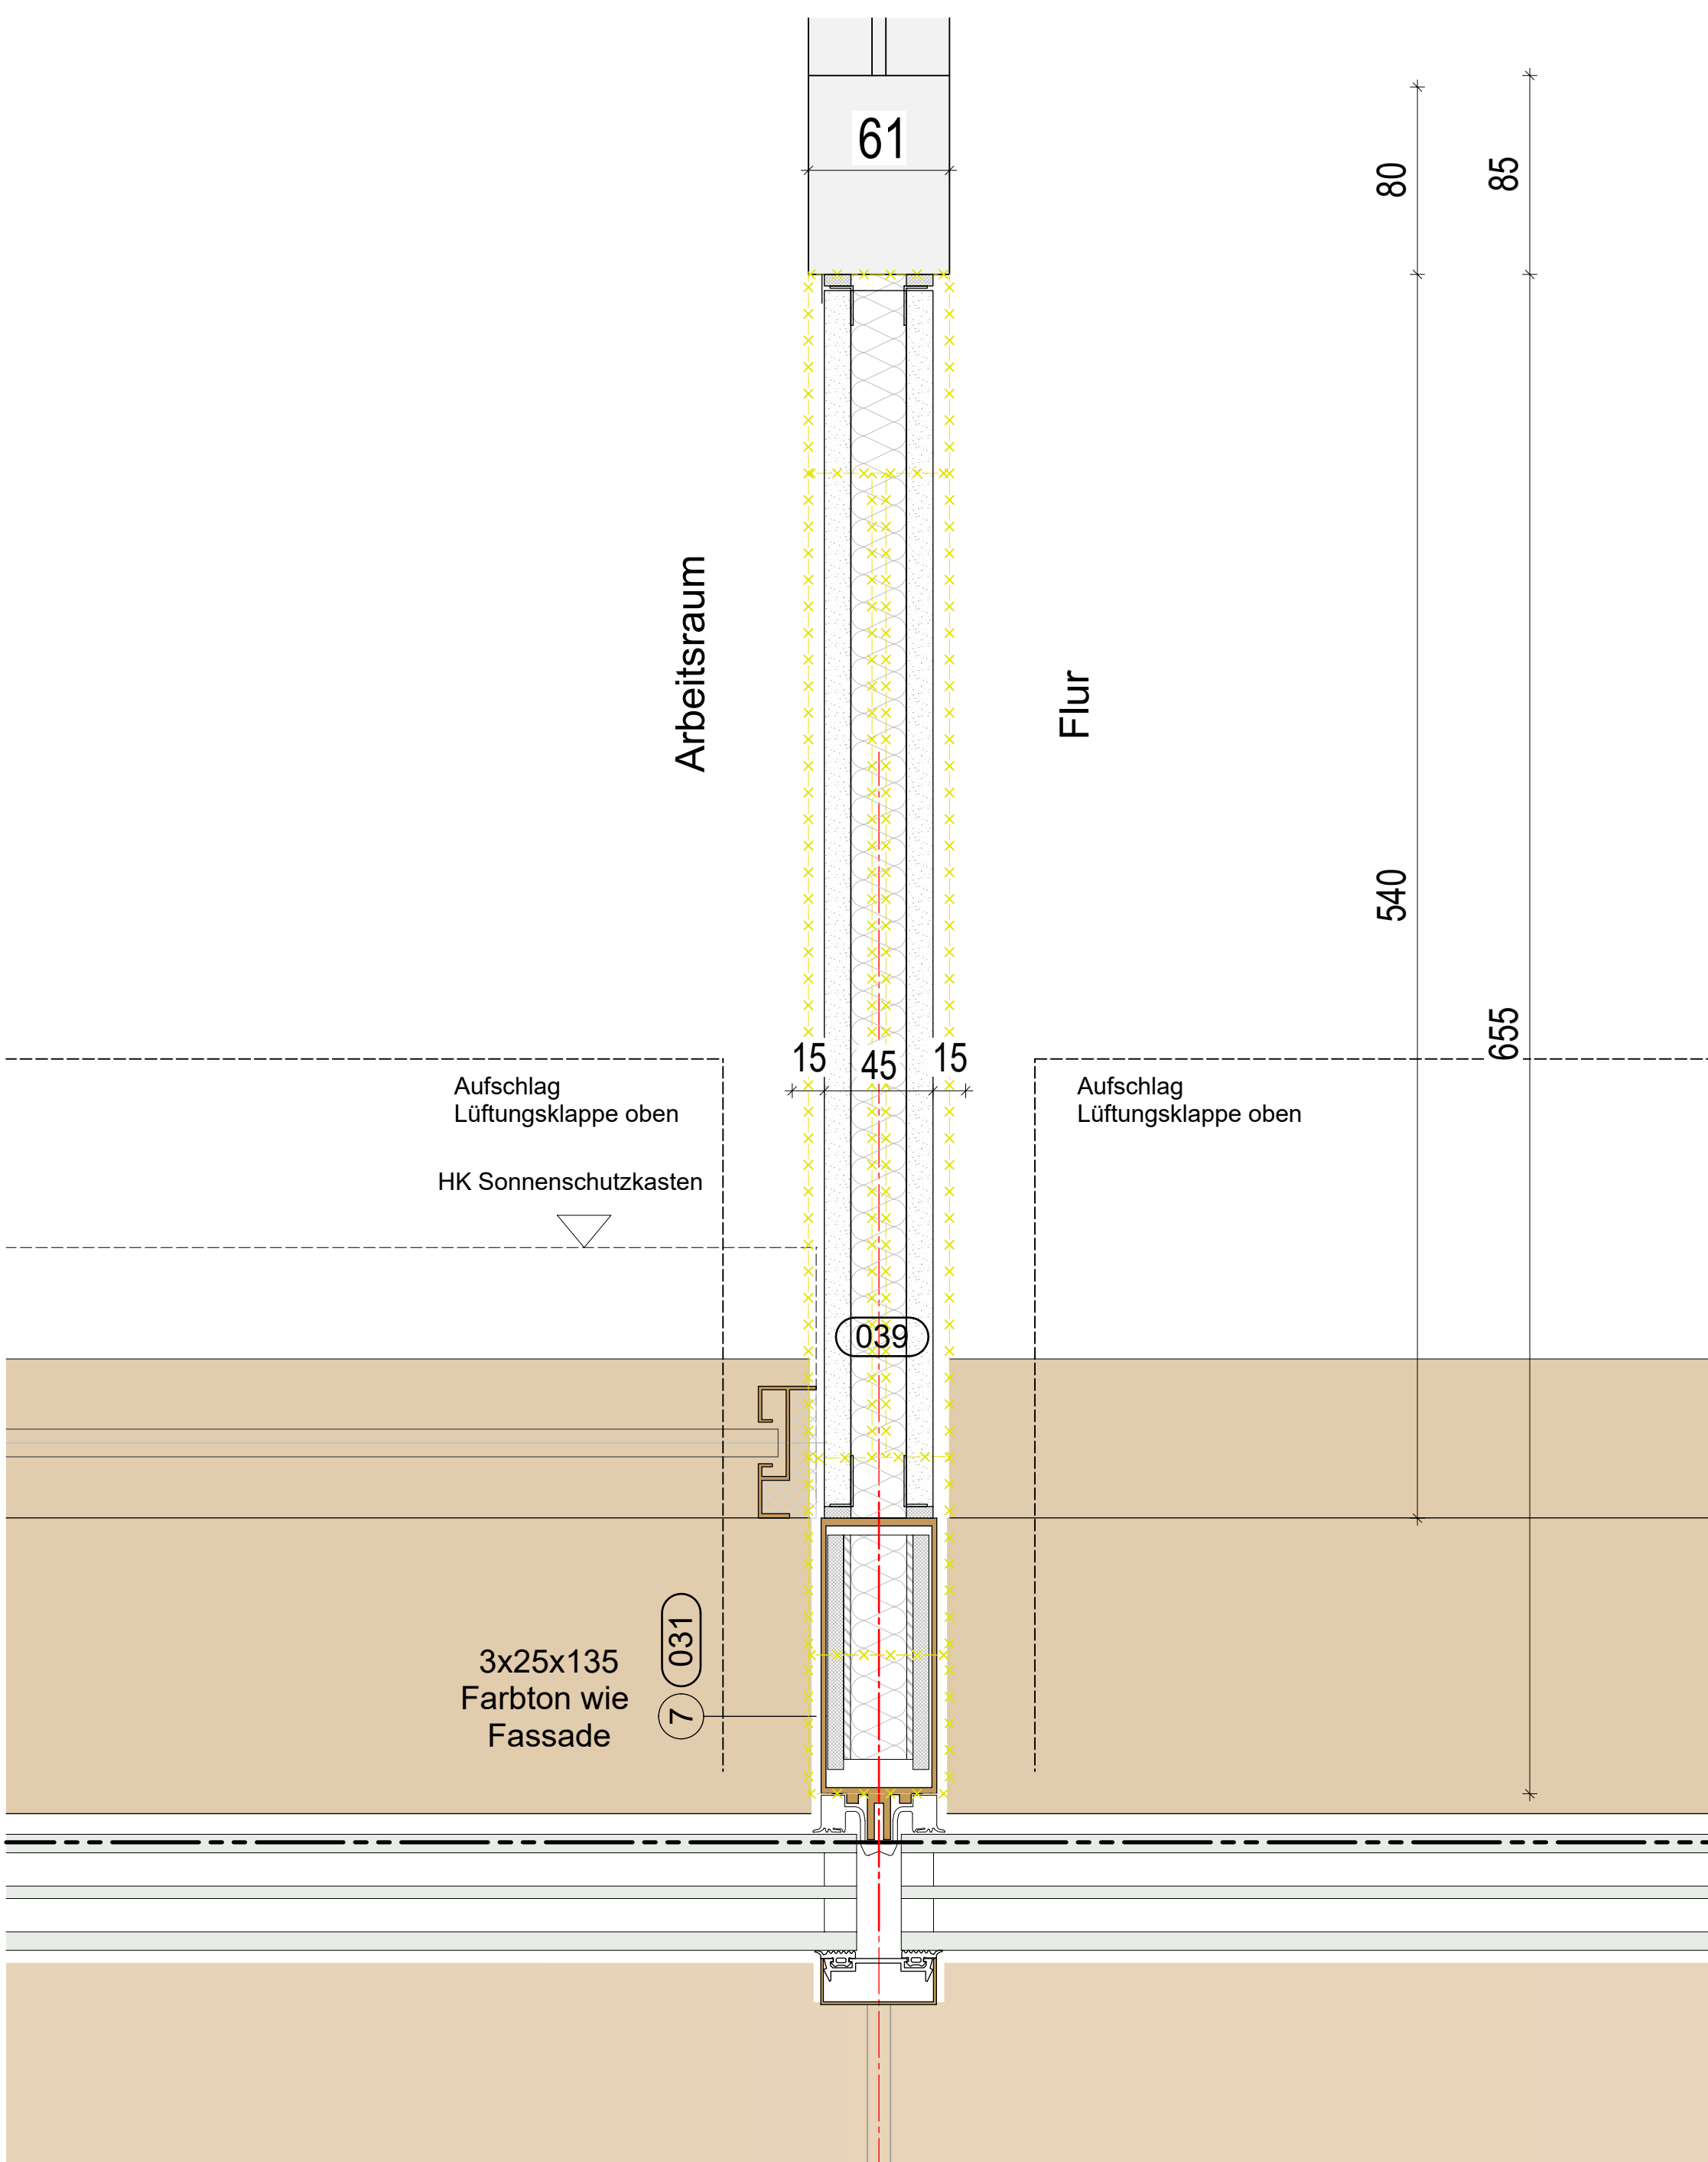 61
80
85
Arbeitsraum
Flur
540
655
15
45
15
Aufschlag
Lüftungsklappe oben
Aufschlag
Lüftungsklappe oben
HK Sonnenschutzkasten
039
031
3x25x135
Farbton wie
Fassade
7